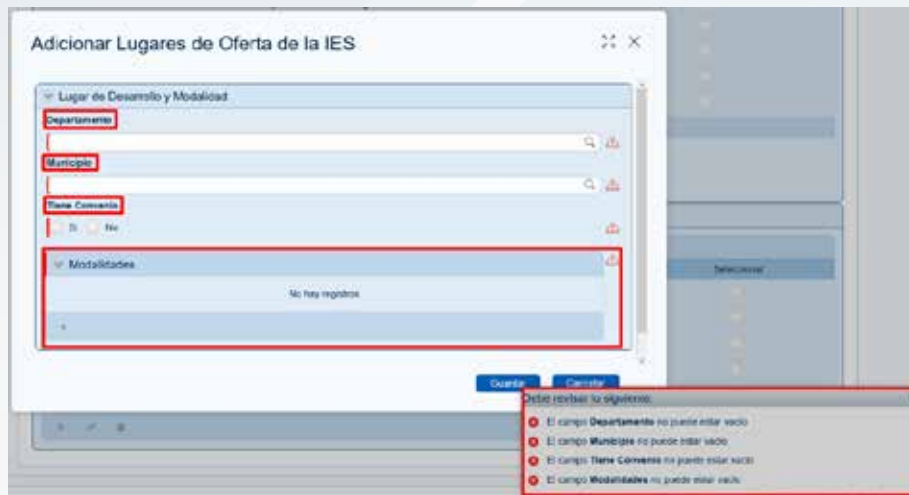 Adicionar Lugares de Oferta de la IES
Lugar de Desarrollo y Modalidad
Departamento
Municipio
Tiene Convenio
Si No
Modalidades
No hay registros
Seleccionar
Guardar Cancelar
Debe revisar lo siguiente:
El campo Departamento no puede estar vacío
El campo Municipio no puede estar vacío
El campo Tiene Convenio no puede estar vacío
El campo Modalidades no puede estar vacío